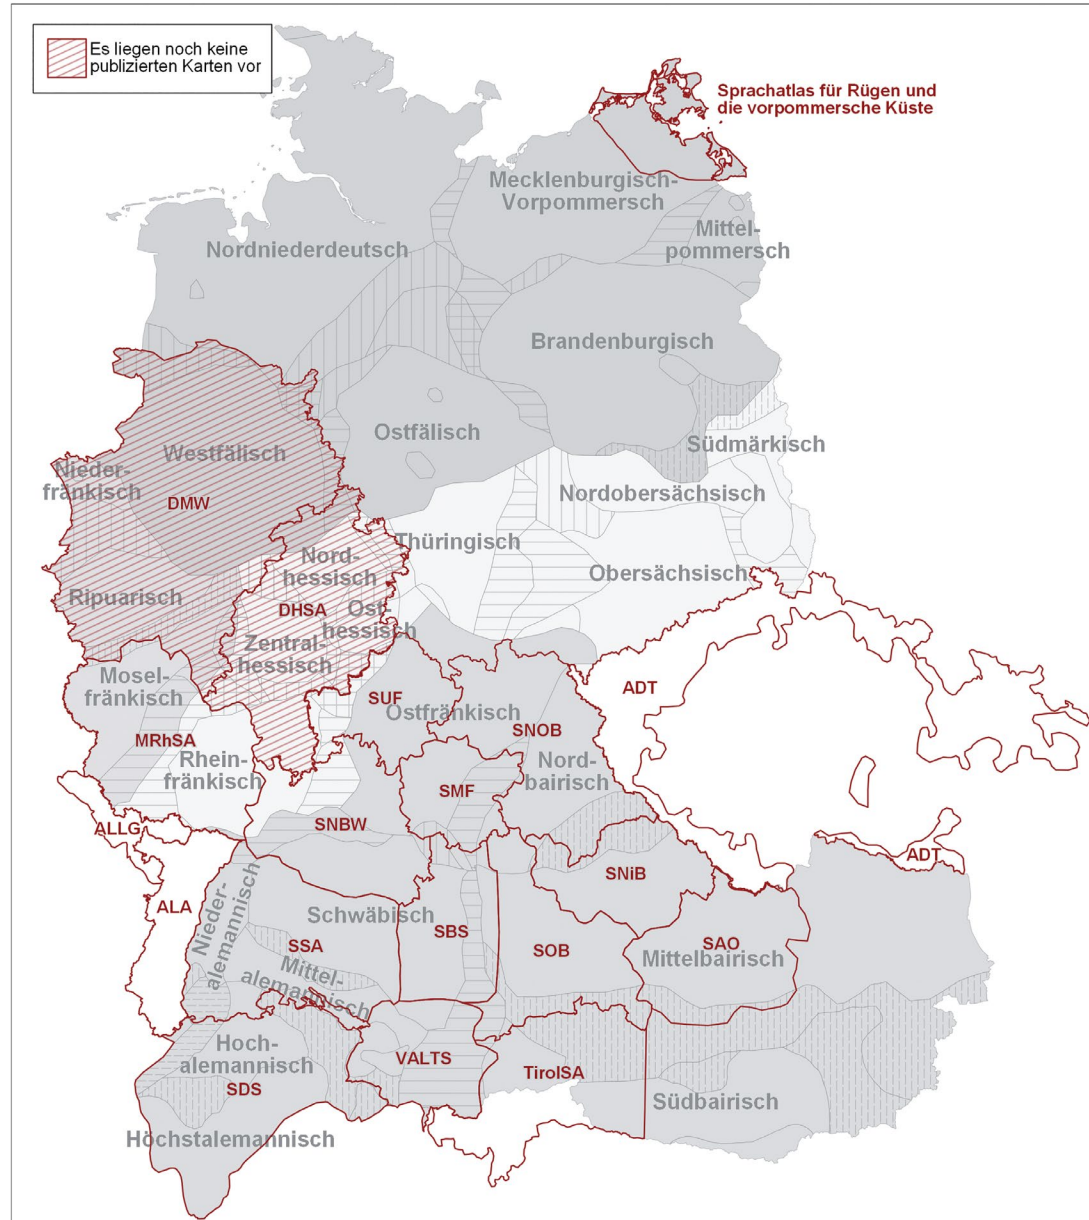 Es liegen noch keine
publizierten Karten vor
Sprachatlas für Rügen und
die vorpommersche Küste
Mecklenburgisch-
Vorpommersch
Mittel-
pommersch
Nordniederdeutsch
Brandenburgisch
Ostfälisch
Südmärkisch
Westfälisch
Nieder-
fränkisch
DMW
Nordobersächsisch
Thüringisch
Nord-
hessisch
Obersächsisch
Ripuarisch
DHSA
Ost-
hessisch
Zentral-
hessisch
Mosel-
fränkisch
SUF
ADT
Ostfränkisch
SNOB
MRhSA
Rhein-
fränkisch
Nord-
bairisch
SMF
ALLG
SNBW
ADT
SNiB
Nieder-
alemannisch
ALA
Schwäbisch
SSA
SBS
SOB
SAO
Mittelbairisch
Mittel-
alemannisch
Hoch-
alemannisch
VALTS
TirolSA
SDS
Südbairisch
Höchstalemannisch